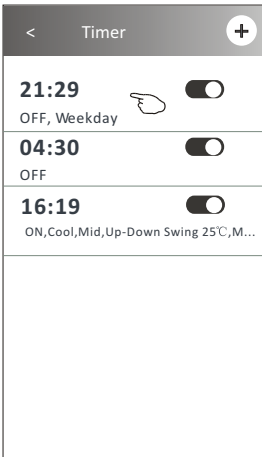 < Timer +
21:29
OFF, Weekday
04:30
OFF
16:19
ON,Cool,Mid,Up-Down Swing 25℃,M...